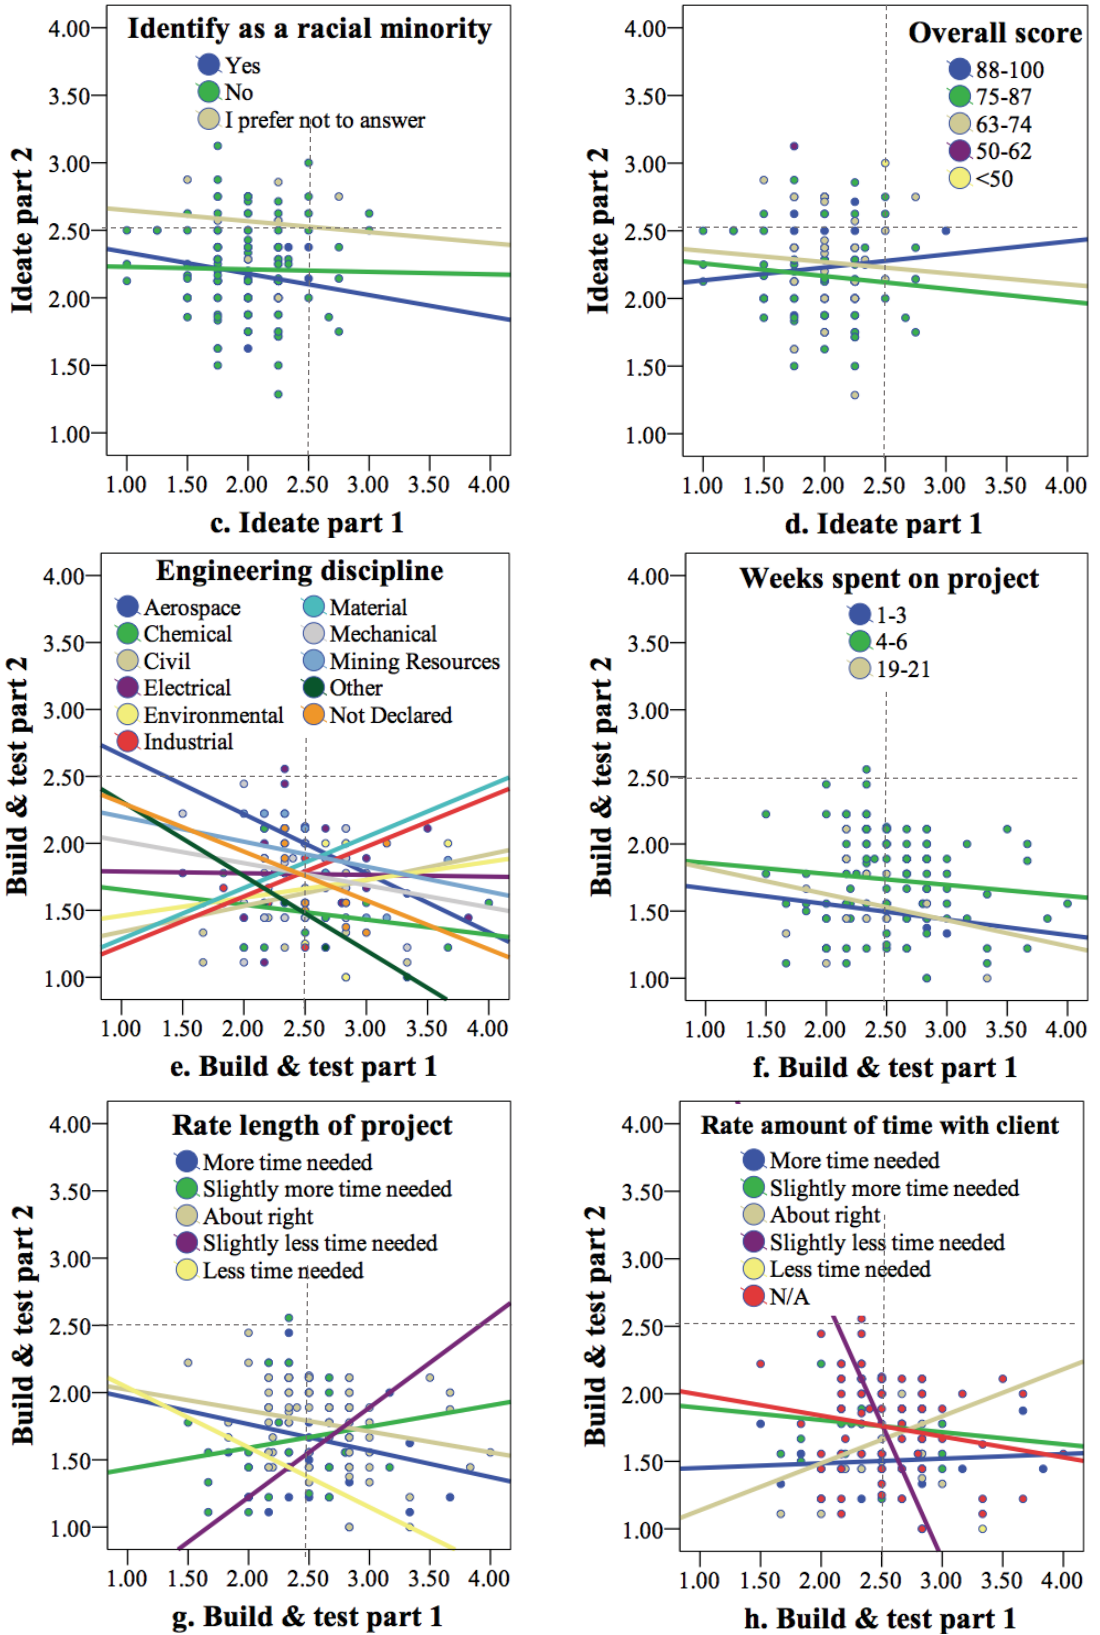 Identify as a racial minority
Yes
No
I prefer not to answer
4.00
3.50
3.00
2.50
2.00
1.50
1.00
Ideate part 2
1.00 1.50 2.00 2.50 3.00 3.50 4.00
c. Ideate part 1
Overall score
88-100
75-87
63-74
50-62
<50
4.00
3.50
3.00
2.50
2.00
1.50
1.00
Ideate part 2
1.00 1.50 2.00 2.50 3.00 3.50 4.00
d. Ideate part 1
Engineering discipline
Aerospace
Chemical
Civil
Electrical
Environmental
Industrial
Material
Mechanical
Mining Resources
Other
Not Declared
4.00
3.50
3.00
2.50
2.00
1.50
1.00
Build & test part 2
1.00 1.50 2.00 2.50 3.00 3.50 4.00
e. Build & test part 1
Weeks spent on project
1-3
4-6
19-21
4.00
3.50
3.00
2.50
2.00
1.50
1.00
Build & test part 2
1.00 1.50 2.00 2.50 3.00 3.50 4.00
f. Build & test part 1
Rate length of project
More time needed
Slightly more time needed
About right
Slightly less time needed
Less time needed
4.00
3.50
3.00
2.50
2.00
1.50
1.00
Build & test part 2
1.00 1.50 2.00 2.50 3.00 3.50 4.00
g. Build & test part 1
Rate amount of time with client
More time needed
Slightly more time needed
About right
Slightly less time needed
Less time needed
N/A
4.00
3.50
3.00
2.50
2.00
1.50
1.00
Build & test part 2
1.00 1.50 2.00 2.50 3.00 3.50 4.00
h. Build & test part 1